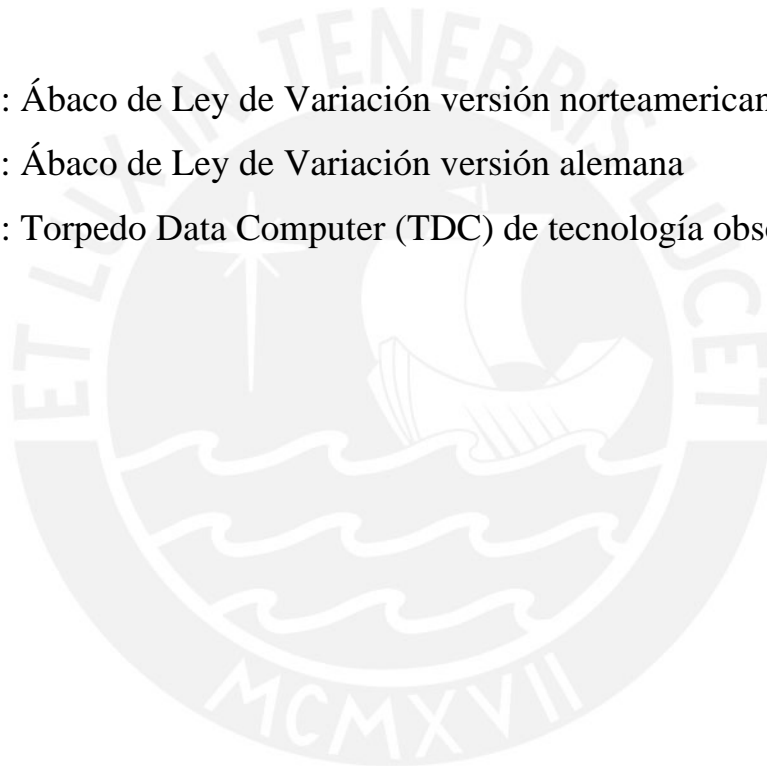 : Ábaco de Ley de Variación versión norteamerican
: Ábaco de Ley de Variación versión alemana
: Torpedo Data Computer (TDC) de tecnología obs
ET LUX IN TENEBRIS LUCET
MCMXVII